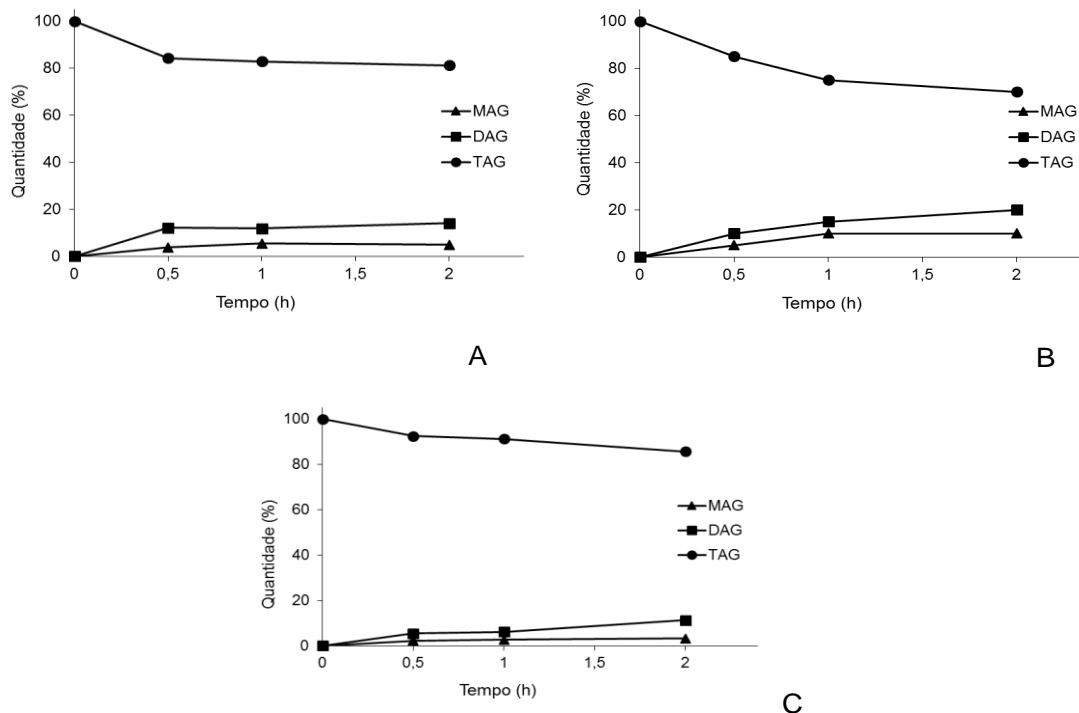 100
80
60
40
20
0
Quantidade (%)
MAG
DAG
TAG
0 0,5 1 1,5 2
Tempo (h)
A
100
80
60
40
20
0
Quantidade (%)
MAG
DAG
TAG
0 0,5 1 1,5 2
Tempo (h)
B
100
80
60
40
20
0
Quantidade (%)
MAG
DAG
TAG
0 0,5 1 1,5 2
Tempo (h)
C